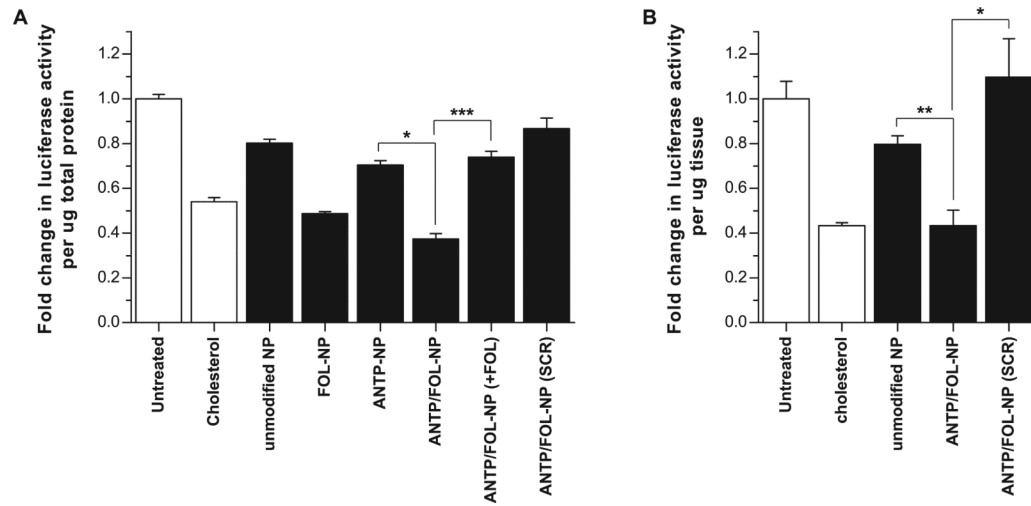 A
Fold change in luciferase activity
per ug total protein
1.2
1.0
0.8
0.6
0.4
0.2
0.0
*
***
Untreated
Cholesterol
unmodified NP
FOL-NP
ANTP-NP
ANTP/FOL-NP
ANTP/FOL-NP (+FOL)
ANTP/FOL-NP (SCR)
B
Fold change in luciferase activity
per ug tissue
1.2
1.0
0.8
0.6
0.4
0.2
0.0
**
*
Untreated
cholesterol
unmodified NP
ANTP/FOL-NP
ANTP/FOL-NP (SCR)